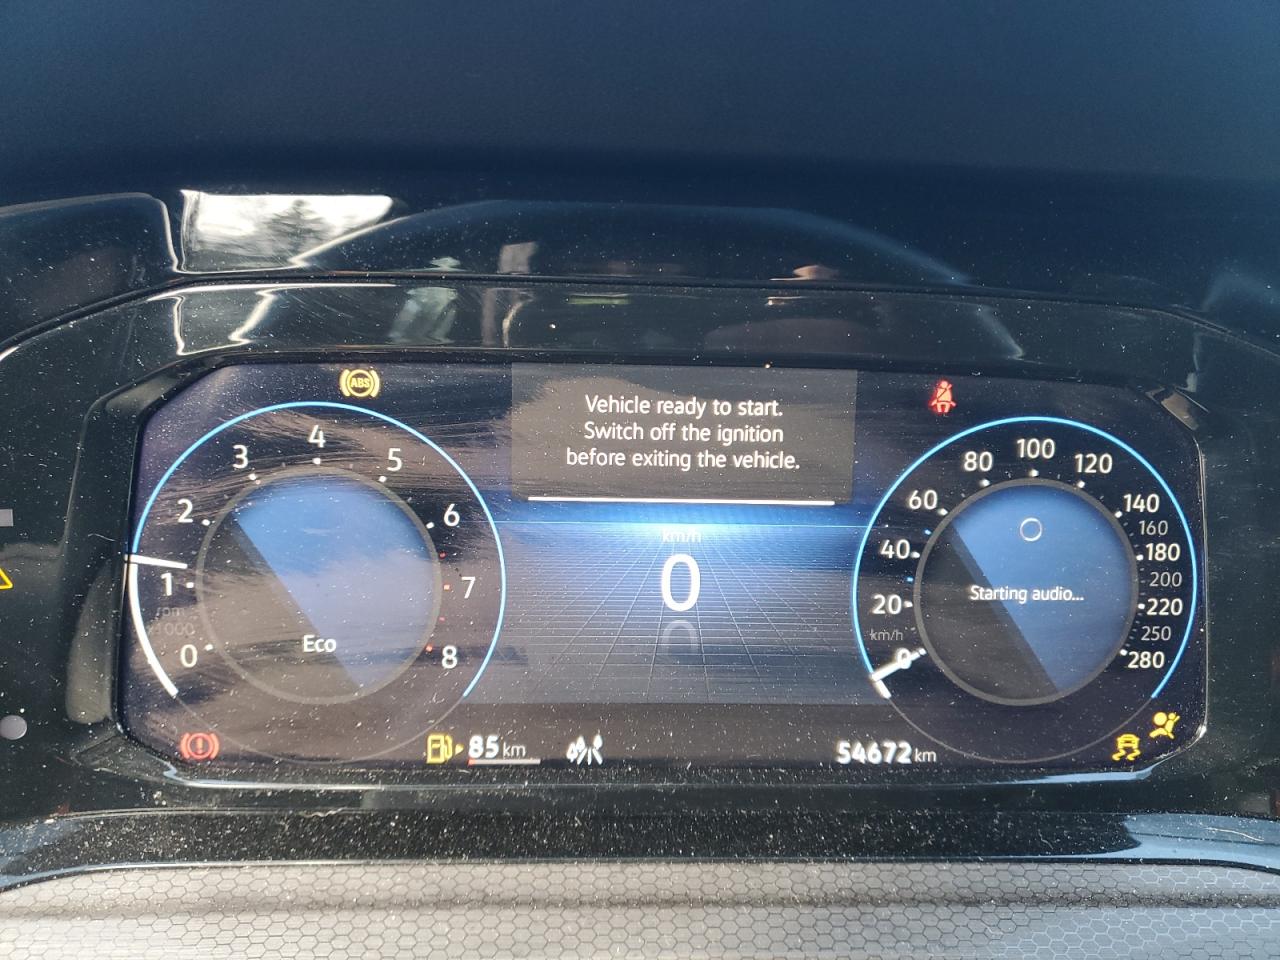 ABS
Vehicle ready to start.
Switch off the ignition
before exiting the vehicle.
0
1
2
3
4
5
6
7
8
rpm
x1000
Eco
km/h
0
0
20
40
60
80
100
120
140
160
180
200
220
250
280
km/h
Starting audio...
85 km
54672 km